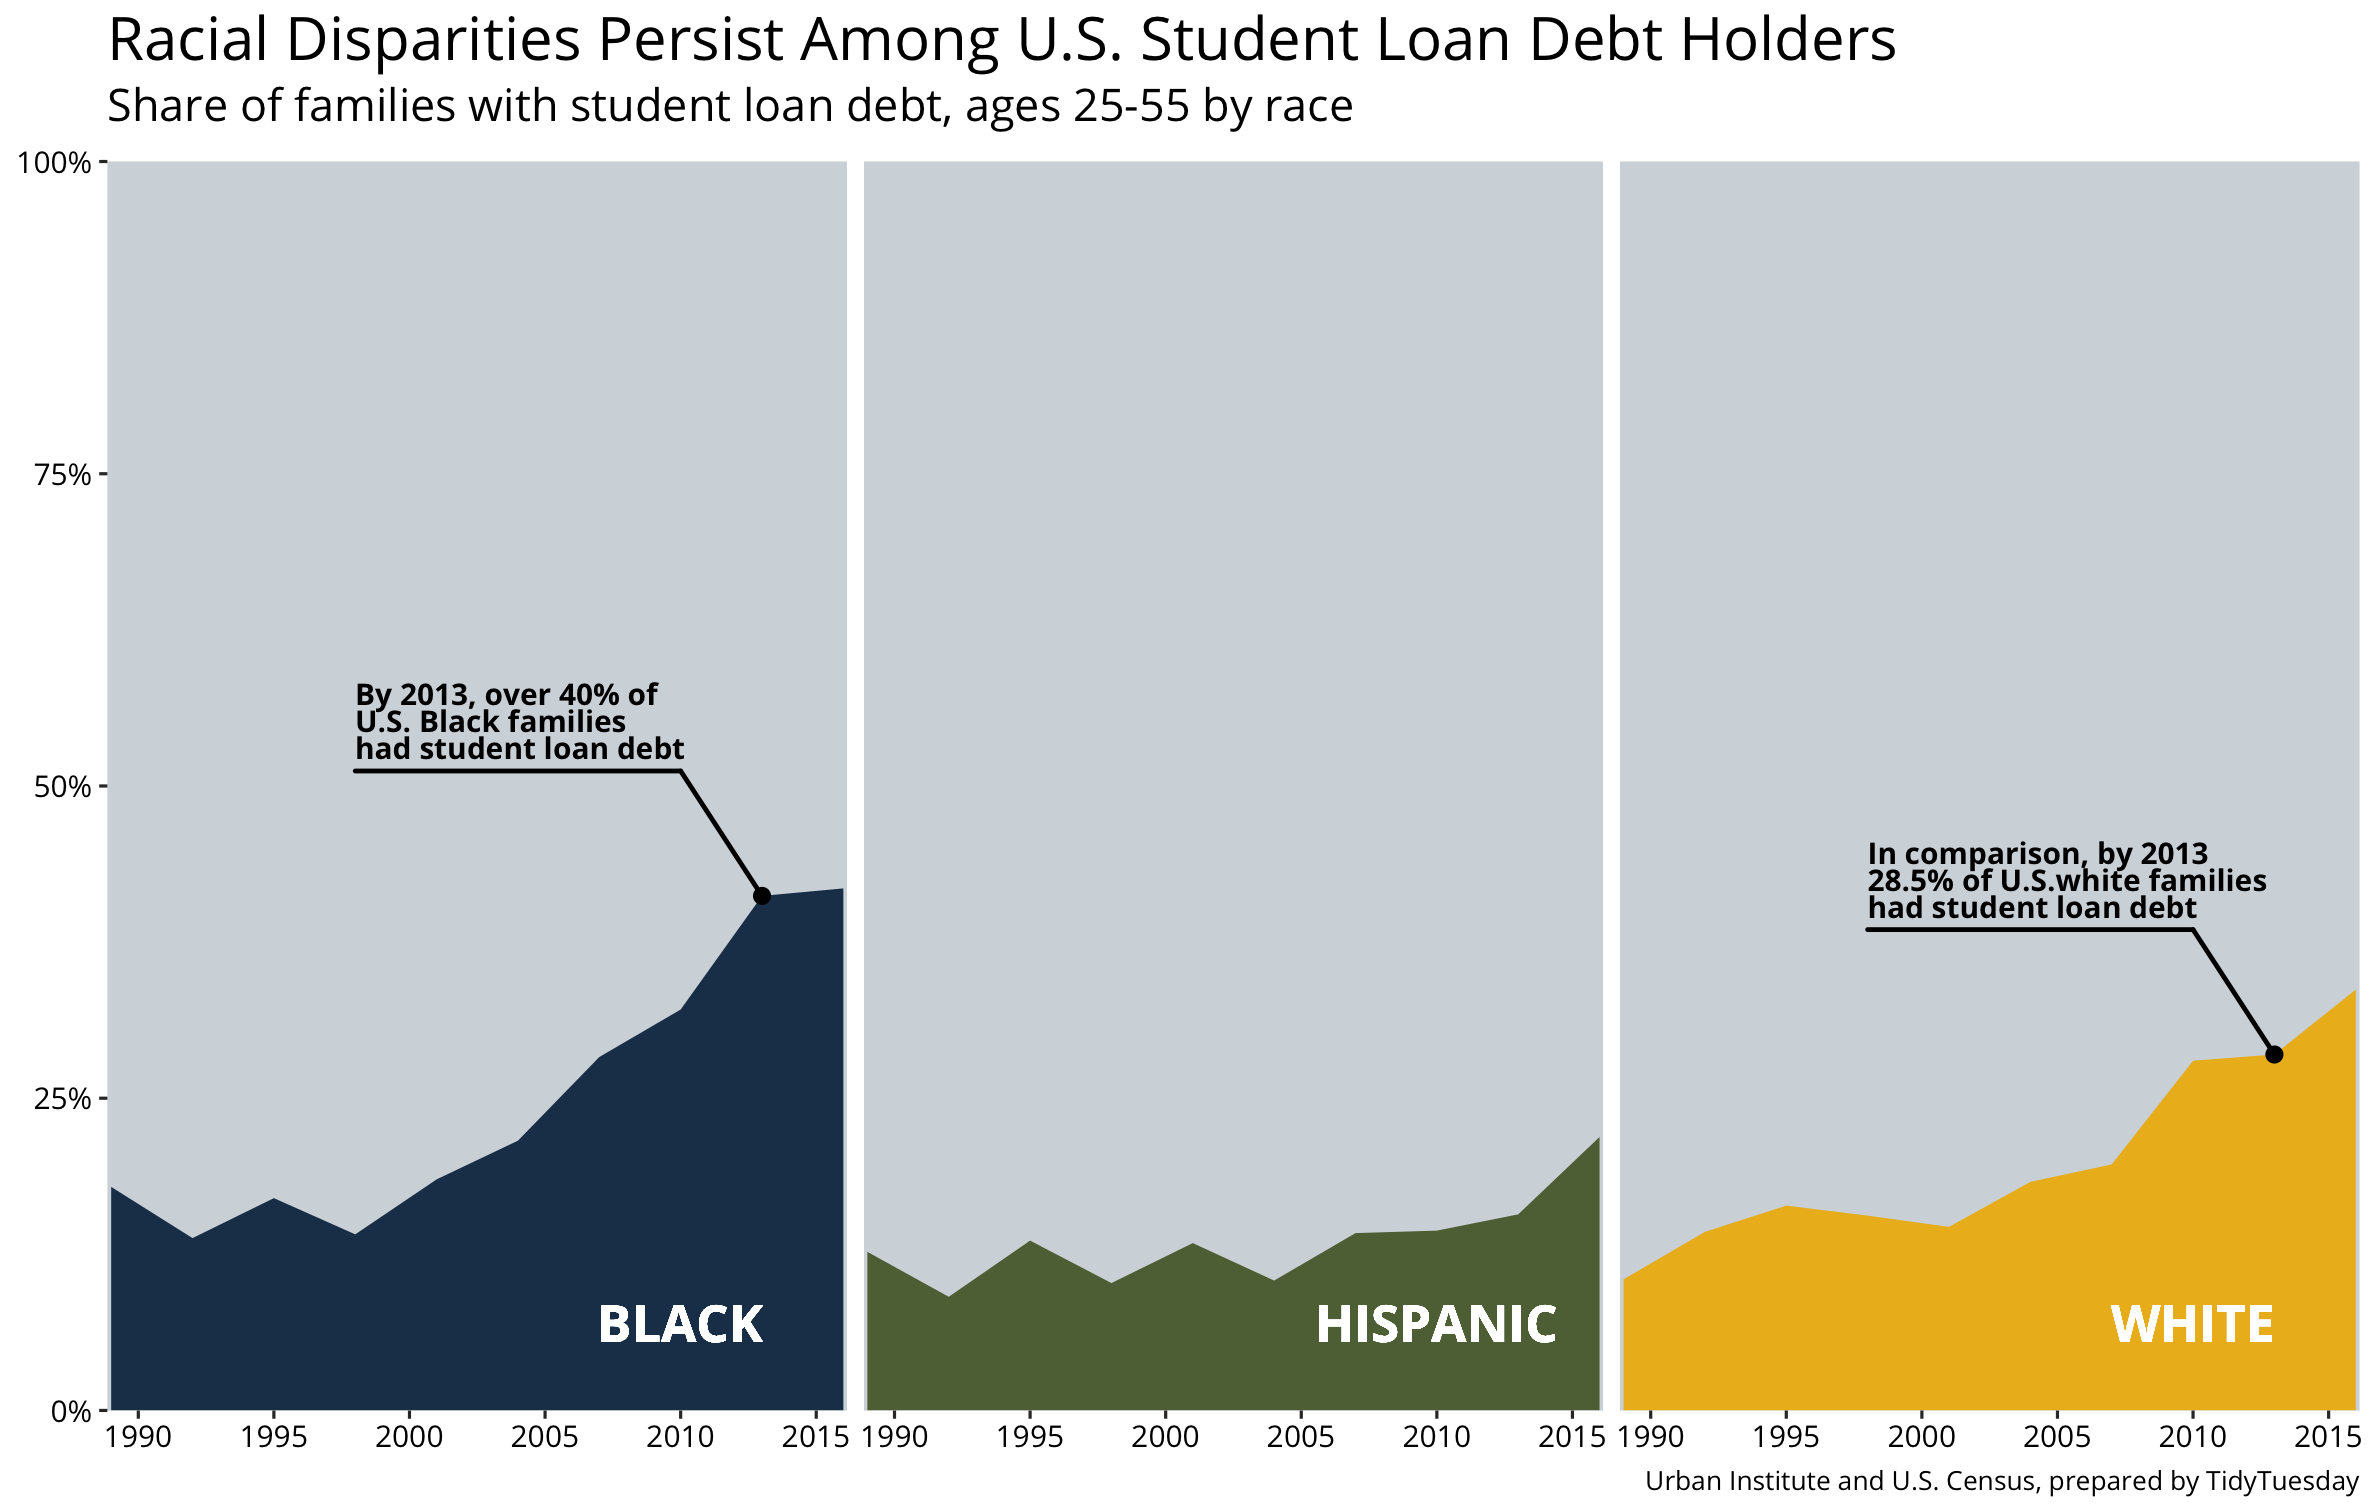 Racial Disparities Persist Among U.S. Student Loan Debt Holders
Share of families with student loan debt, ages 25-55 by race
100%
75%
50%
25%
0%
By 2013, over 40% of
U.S. Black families
had student loan debt
In comparison, by 2013
28.5% of U.S.white families
had student loan debt
BLACK
HISPANIC
WHITE
1990 1995 2000 2005 2010 2015
1990 1995 2000 2005 2010 2015
1990 1995 2000 2005 2010 2015
Urban Institute and U.S. Census, prepared by TidyTuesday